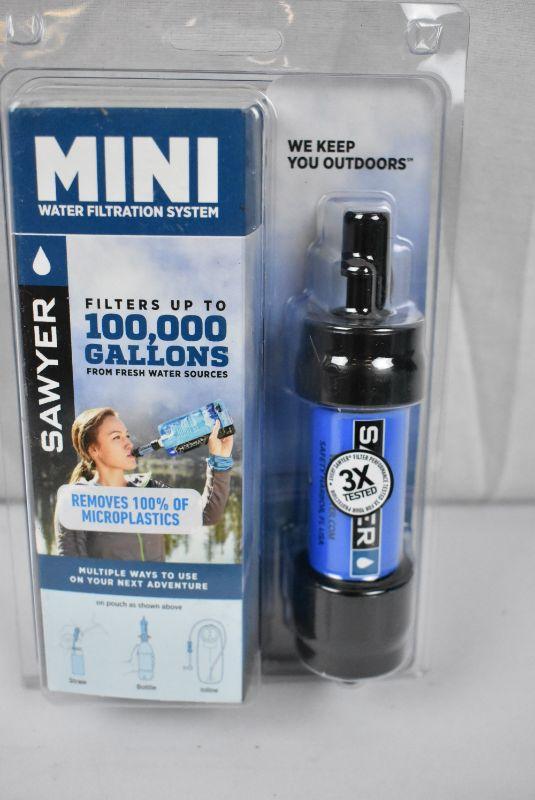 MINI
WATER FILTRATION SYSTEM
SAWYER
FILTERS UP TO
100,000
GALLONS
FROM FRESH WATER SOURCES
REMOVES 100% OF
MICROPLASTICS
MULTIPLE WAYS TO USE
ON YOUR NEXT ADVENTURE
on pouch as shown above
Straw
Bottle
Inline
WE KEEP
YOU OUTDOORS℠
3X
TESTED